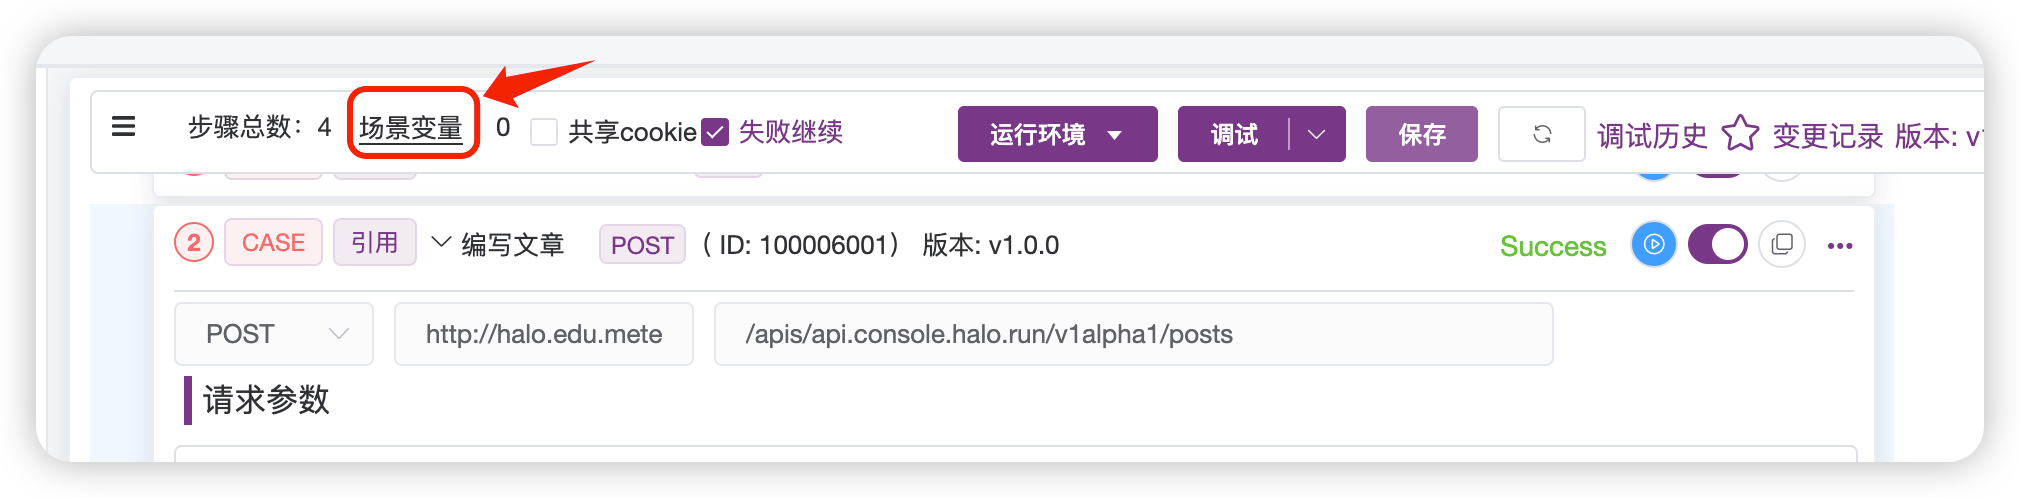 步骤总数：4 场景变量 0 共享cookie 失败继续 运行环境 调试 保存 调试历史 变更记录 版本: v
2 CASE 引用 编写文章 POST （ ID: 100006001） 版本: v1.0.0 Success
POST http://halo.edu.mete /apis/api.console.halo.run/v1alpha1/posts
请求参数